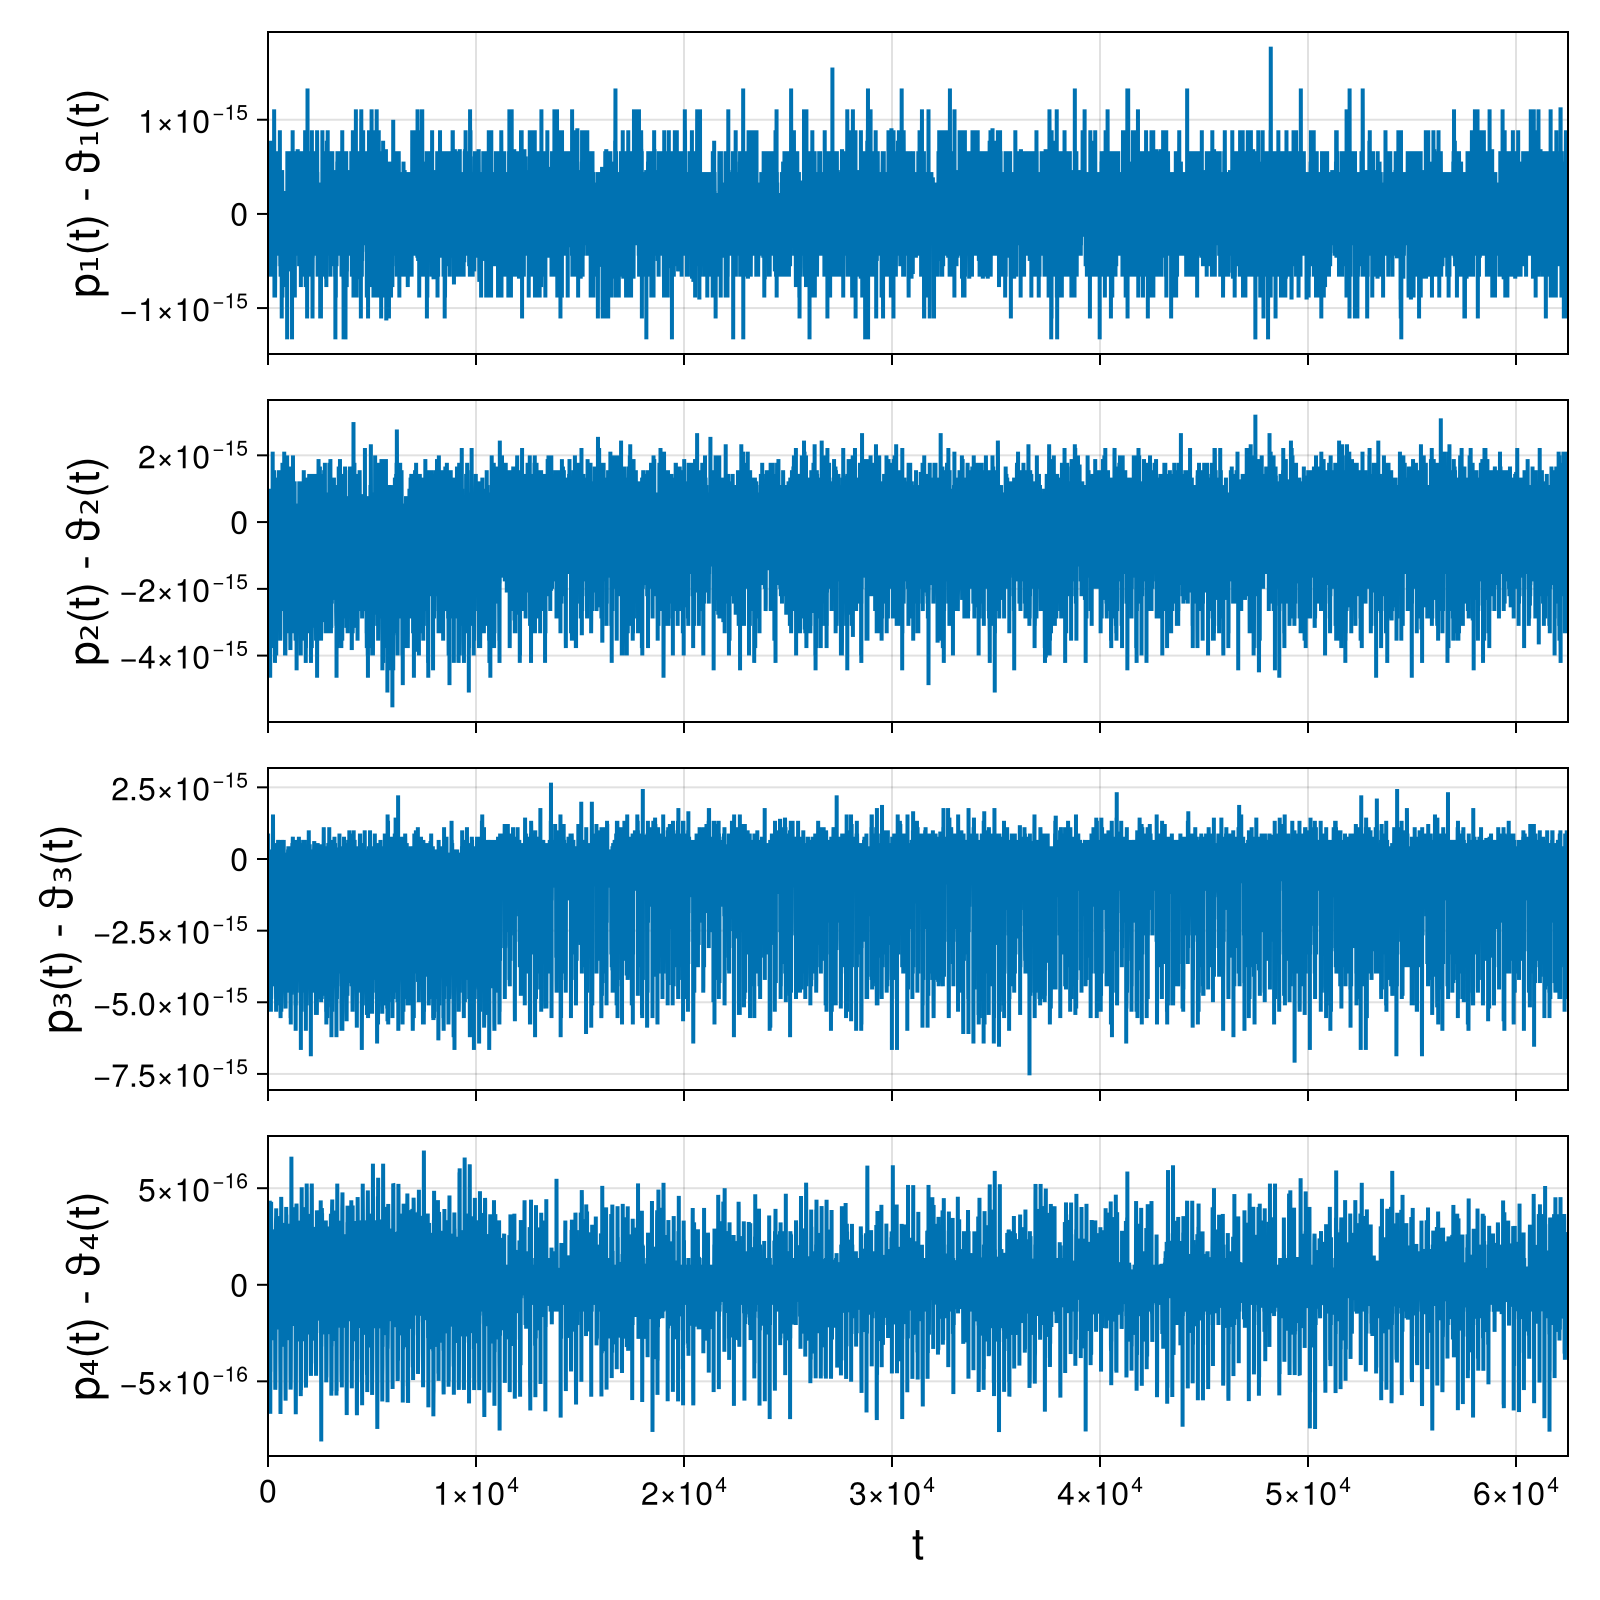 p₁(t) - ϑ₁(t)
1×10⁻¹⁵
0
−1×10⁻¹⁵
p₂(t) - ϑ₂(t)
2×10⁻¹⁵
0
−2×10⁻¹⁵
−4×10⁻¹⁵
p₃(t) - ϑ₃(t)
2.5×10⁻¹⁵
0
−2.5×10⁻¹⁵
−5.0×10⁻¹⁵
−7.5×10⁻¹⁵
p₄(t) - ϑ₄(t)
5×10⁻¹⁶
0
−5×10⁻¹⁶
0 1×10⁴ 2×10⁴ 3×10⁴ 4×10⁴ 5×10⁴ 6×10⁴
t